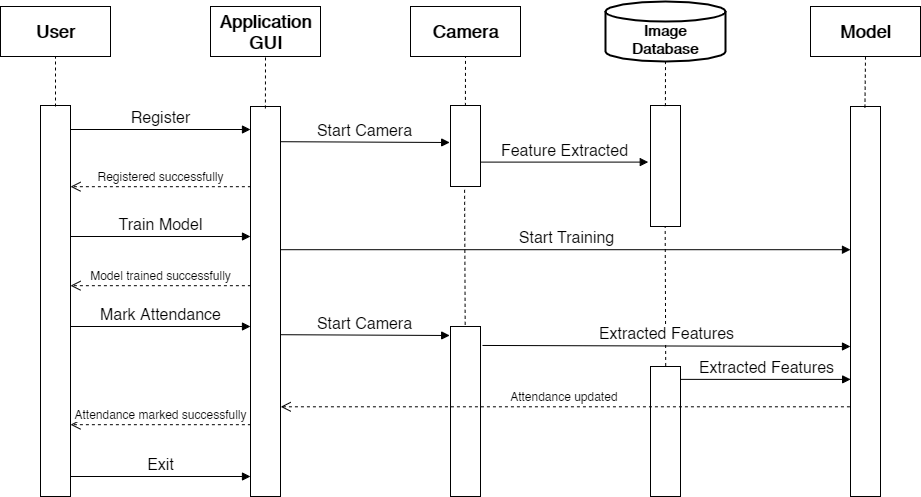 User
Application
GUI
Camera
Image
Database
Model
Register
Start Camera
Feature Extracted
Registered successfully
Train Model
Start Training
Model trained successfully
Mark Attendance
Start Camera
Extracted Features
Extracted Features
Attendance updated
Attendance marked successfully
Exit